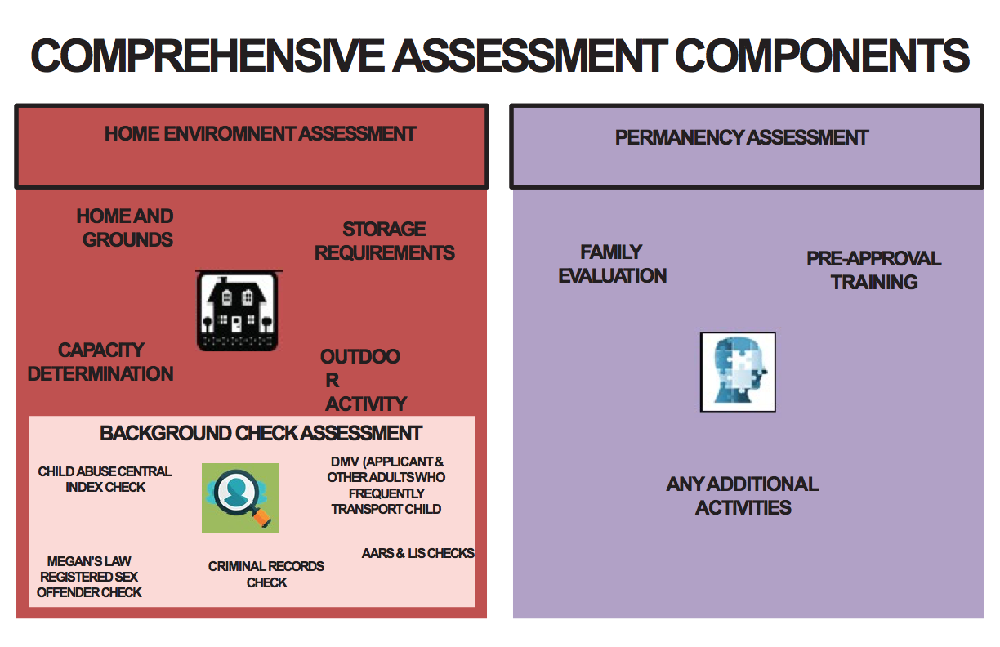 COMPREHENSIVE ASSESSMENT COMPONENTS
HOME ENVIROMNENT ASSESSMENT
HOME AND
GROUNDS
STORAGE
REQUIREMENTS
CAPACITY
DETERMINATION
OUTDOO
R
ACTIVITY
BACKGROUND CHECK ASSESSMENT
CHILD ABUSE CENTRAL
INDEX CHECK
DMV (APPLICANT &
OTHER ADULTS WHO
FREQUENTLY
TRANSPORT CHILD
MEGAN'S LAW
REGISTERED SEX
OFFENDER CHECK
CRIMINAL RECORDS
CHECK
AARS & LIS CHECKS
PERMANENCY ASSESSMENT
FAMILY
EVALUATION
PRE-APPROVAL
TRAINING
ANY ADDITIONAL
ACTIVITIES